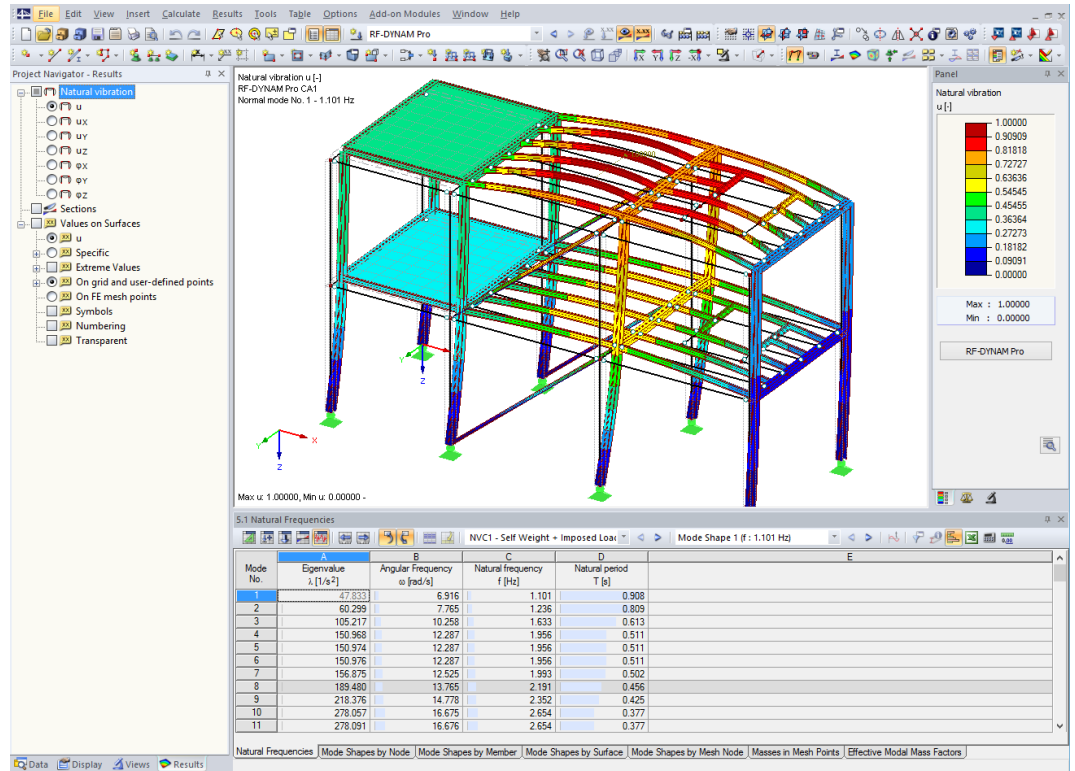 File Edit View Insert Calculate Results Tools Table Options Add-on Modules Window Help
RF-DYNAM Pro
Project Navigator - Results
Natural vibration
u
uX
uY
uZ
φX
φY
φZ
Sections
Values on Surfaces
u
Specific
Extreme Values
On grid and user-defined points
On FE mesh points
Symbols
Numbering
Transparent
Data Display Views Results
Natural vibration u [-]
RF-DYNAM Pro CA1
Normal mode No. 1 - 1.101 Hz
Y
Z
X
Y
Z
Max u: 1.00000, Min u: 0.00000 -
Panel
Natural vibration
u [-]
1.00000
0.90909
0.81818
0.72727
0.63636
0.54545
0.45455
0.36364
0.27273
0.18182
0.09091
0.00000
Max : 1.00000
Min : 0.00000
RF-DYNAM Pro
5.1 Natural Frequencies
NVC1 - Self Weight + Imposed Loa Mode Shape 1 (f : 1.101 Hz)
A B C D E
Mode Eigenvalue Angular Frequency Natural frequency Natural period
No. λ [1/s²] ω [rad/s] f [Hz] T [s]
1 47.833 6.916 1.101 0.908
2 60.299 7.765 1.236 0.809
3 105.217 10.258 1.633 0.613
4 150.968 12.287 1.956 0.511
5 150.974 12.287 1.956 0.511
6 150.976 12.287 1.956 0.511
7 156.875 12.525 1.993 0.502
8 189.480 13.765 2.191 0.456
9 218.376 14.778 2.352 0.425
10 278.057 16.675 2.654 0.377
11 278.091 16.676 2.654 0.377
Natural Frequencies Mode Shapes by Node Mode Shapes by Member Mode Shapes by Surface Mode Shapes by Mesh Node Masses in Mesh Points Effective Modal Mass Factors